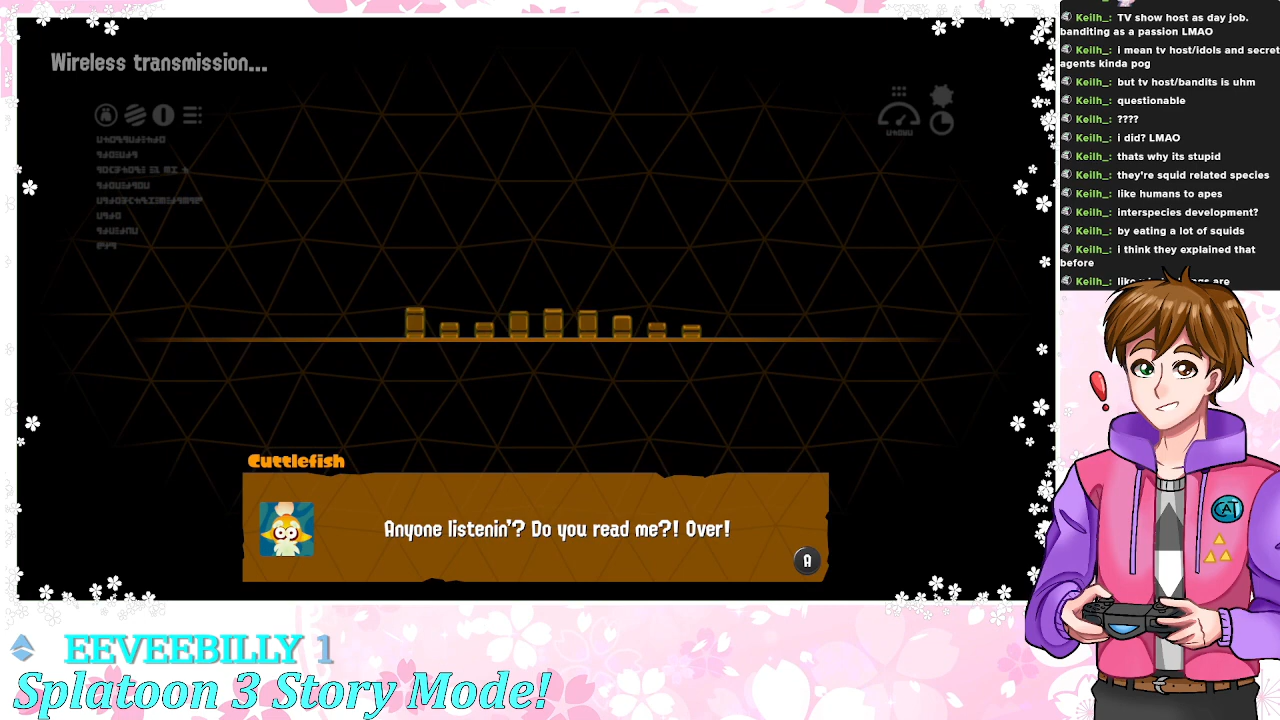 Wireless transmission...
Cuttlefish
Anyone listenin'? Do you read me?! Over!
A
Keilh_: TV show host as day job.
banditing as a passion LMAO
Keilh_: i mean tv host/idols and secret
agents kinda pog
Keilh_: but tv host/bandits is uhm
Keilh_: questionable
Keilh_: ????
Keilh_: i did? LMAO
Keilh_: thats why its stupid
Keilh_: they're squid related species
Keilh_: like humans to apes
Keilh_: interspecies development?
Keilh_: by eating a lot of squids
Keilh_: i think they explained that
before
Keilh_: are
CAT
EEVEEBILLY 1
Splatoon 3 Story Mode!